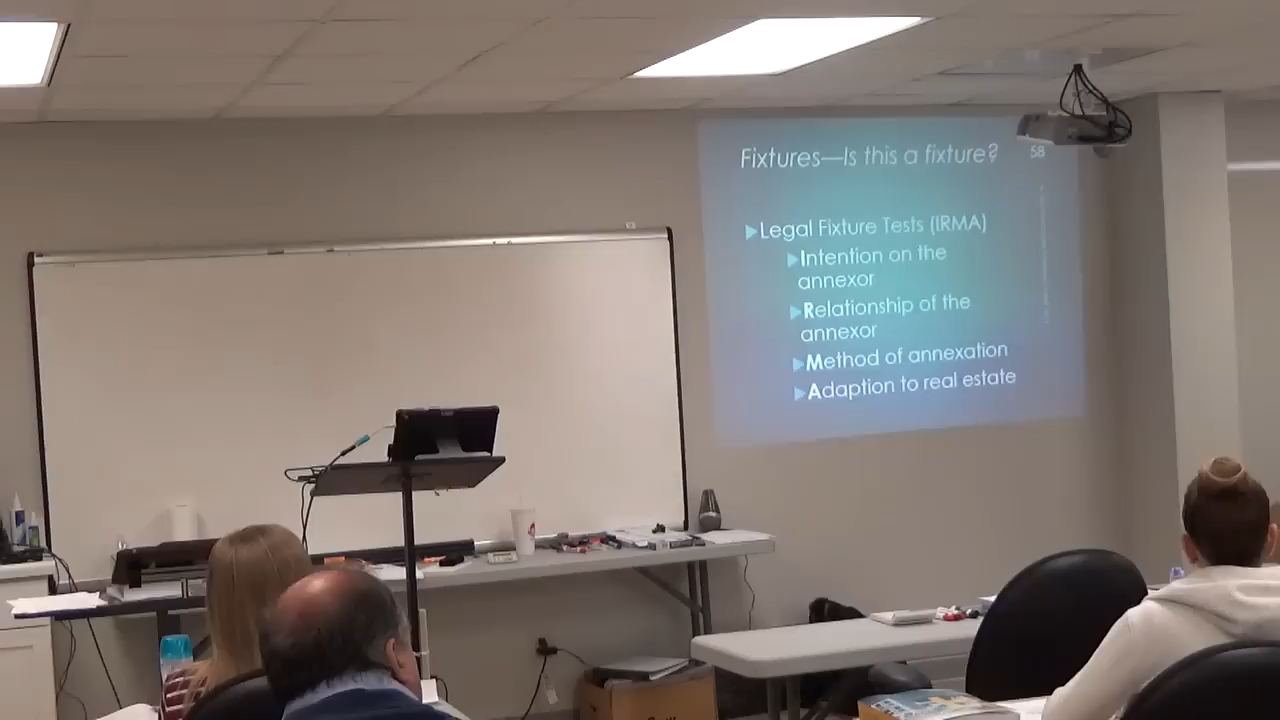 Fixtures—Is this a fixture?
58
Legal Fixture Tests (IRMA)
Intention on the
annexor
Relationship of the
annexor
Method of annexation
Adaption to real estate